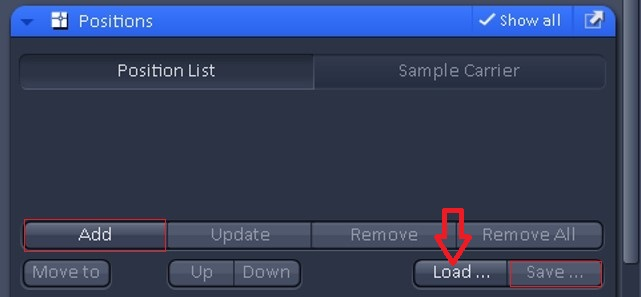 Positions Show all
Position List Sample Carrier
Add Update Remove Remove All
Move to Up Down Load ... Save ...